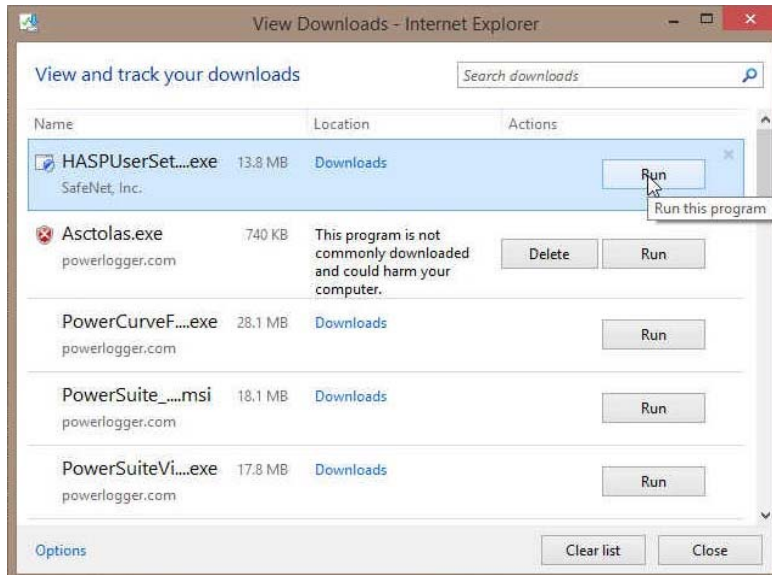 View Downloads - Internet Explorer
View and track your downloads
Search downloads
Name Location Actions
HASPUserSet....exe 13.8 MB Downloads Run
SafeNet, Inc.
Run this program
Asctolas.exe 740 KB This program is not
powerlogger.com commonly downloaded Delete Run
and could harm your
computer.
PowerCurveF....exe 28.1 MB Downloads Run
powerlogger.com
PowerSuite_....msi 18.1 MB Downloads Run
powerlogger.com
PowerSuiteVi....exe 17.8 MB Downloads Run
powerlogger.com
Options Clear list Close